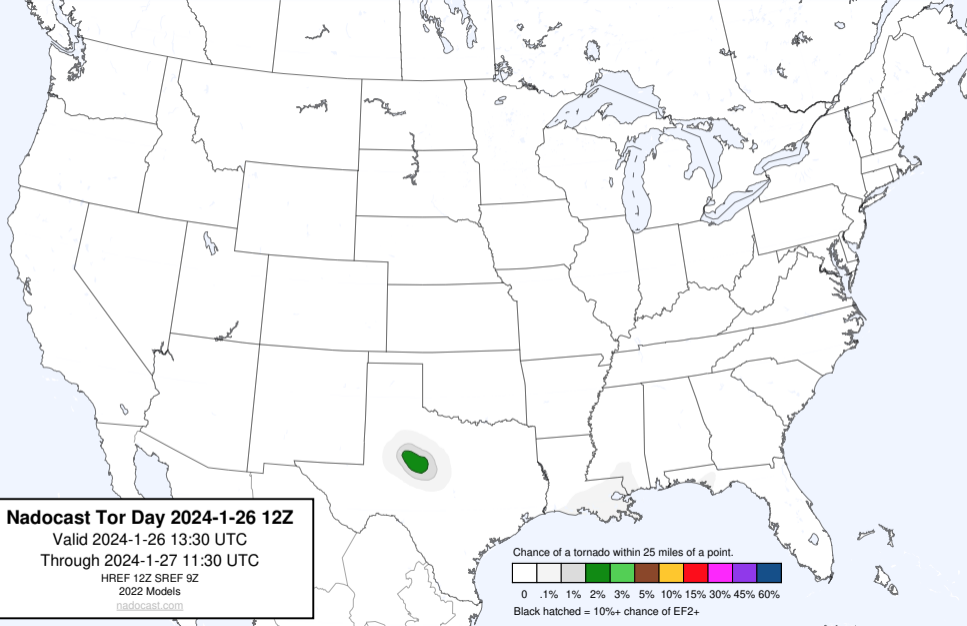 Nadocast Tor Day 2024-1-26 12Z
Valid 2024-1-26 13:30 UTC
Through 2024-1-27 11:30 UTC
HREF 12Z SREF 9Z
2022 Models
nadocast.com
Chance of a tornado within 25 miles of a point.
0 .1% 1% 2% 3% 5% 10% 15% 30% 45% 60%
Black hatched = 10%+ chance of EF2+